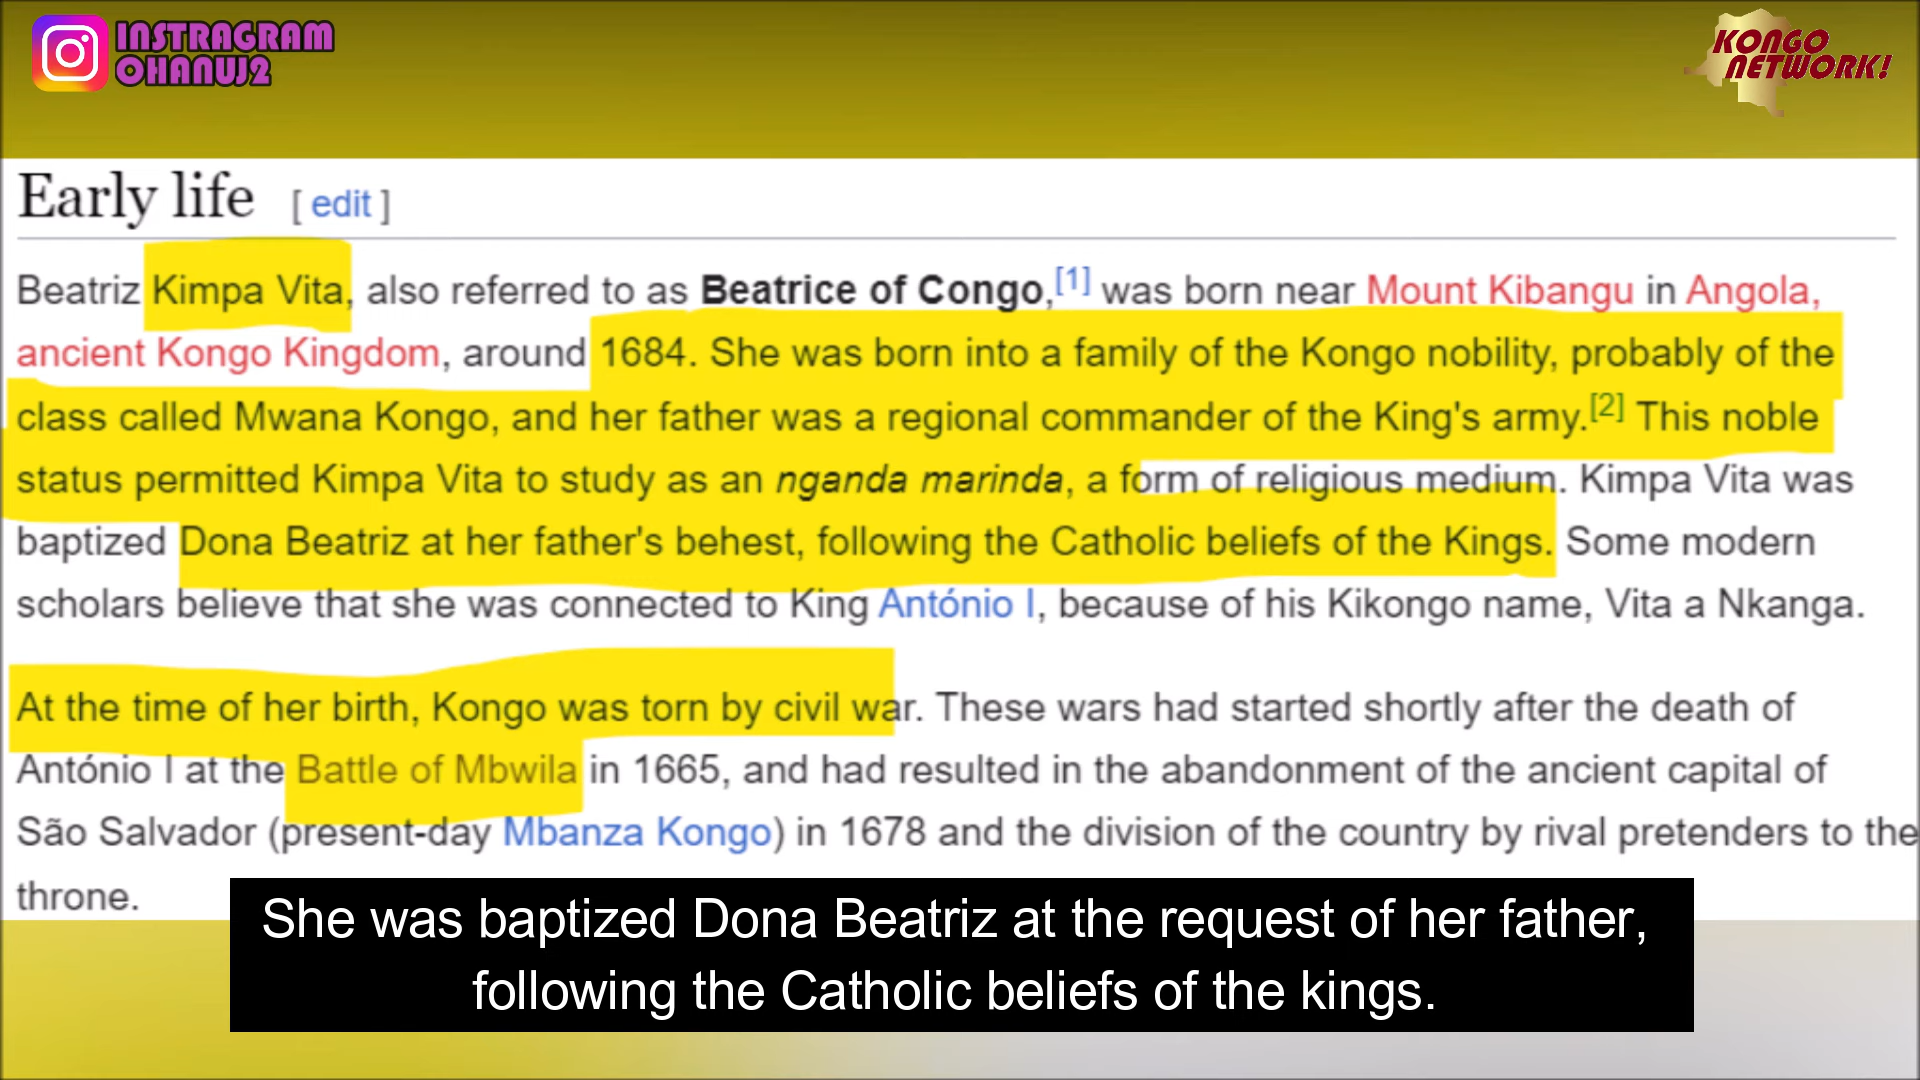 INSTRAGRAM
OHANUJ2
KONGO
NETWORK!
Early life [ edit ]
Beatriz Kimpa Vita, also referred to as Beatrice of Congo,[1] was born near Mount Kibangu in Angola,
ancient Kongo Kingdom, around 1684. She was born into a family of the Kongo nobility, probably of the
class called Mwana Kongo, and her father was a regional commander of the King's army.[2] This noble
status permitted Kimpa Vita to study as an nganda marinda, a form of religious medium. Kimpa Vita was
baptized Dona Beatriz at her father's behest, following the Catholic beliefs of the Kings. Some modern
scholars believe that she was connected to King António I, because of his Kikongo name, Vita a Nkanga.
At the time of her birth, Kongo was torn by civil war. These wars had started shortly after the death of
António I at the Battle of Mbwila in 1665, and had resulted in the abandonment of the ancient capital of
São Salvador (present-day Mbanza Kongo) in 1678 and the division of the country by rival pretenders to the
throne.
She was baptized Dona Beatriz at the request of her father,
following the Catholic beliefs of the kings.